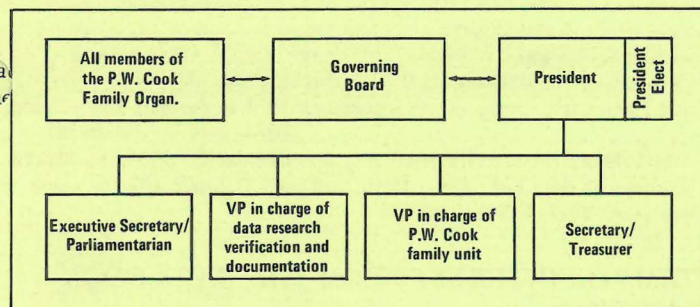 All members of
the P.W. Cook
Family Organ.
Governing
Board
President
President
Elect
Executive Secretary/
Parliamentarian
VP in charge of
data research
verification and
documentation
VP in charge of
P.W. Cook
family unit
Secretary/
Treasurer